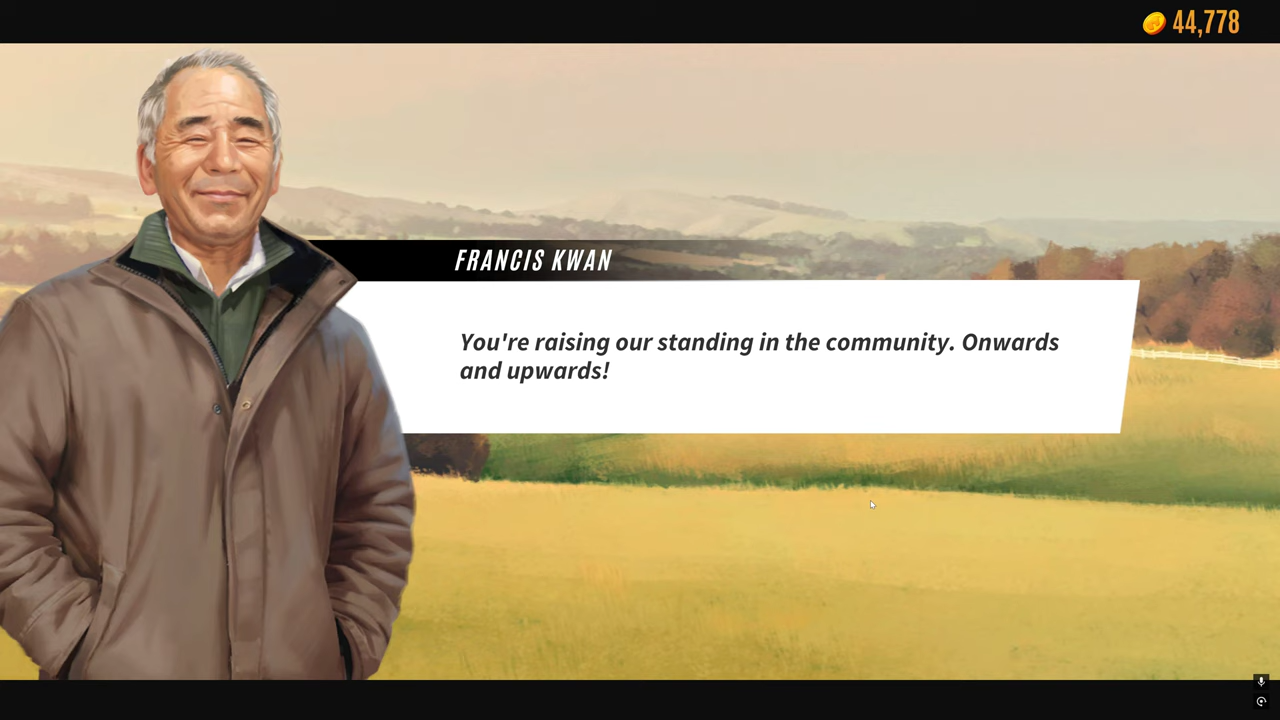 44,778
FRANCIS KWAN
You're raising our standing in the community. Onwards
and upwards!